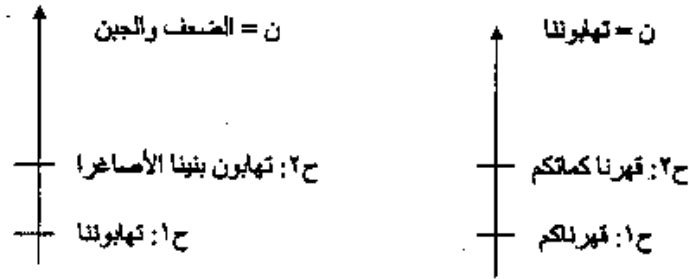 ن = تهابوننا
ح٢: قهرنا كماتكم
ح١: قهرناكم
ن = الضعف والجبن
ح٢: تهابون بنينا الأصاغرا
ح١: تهابوننا